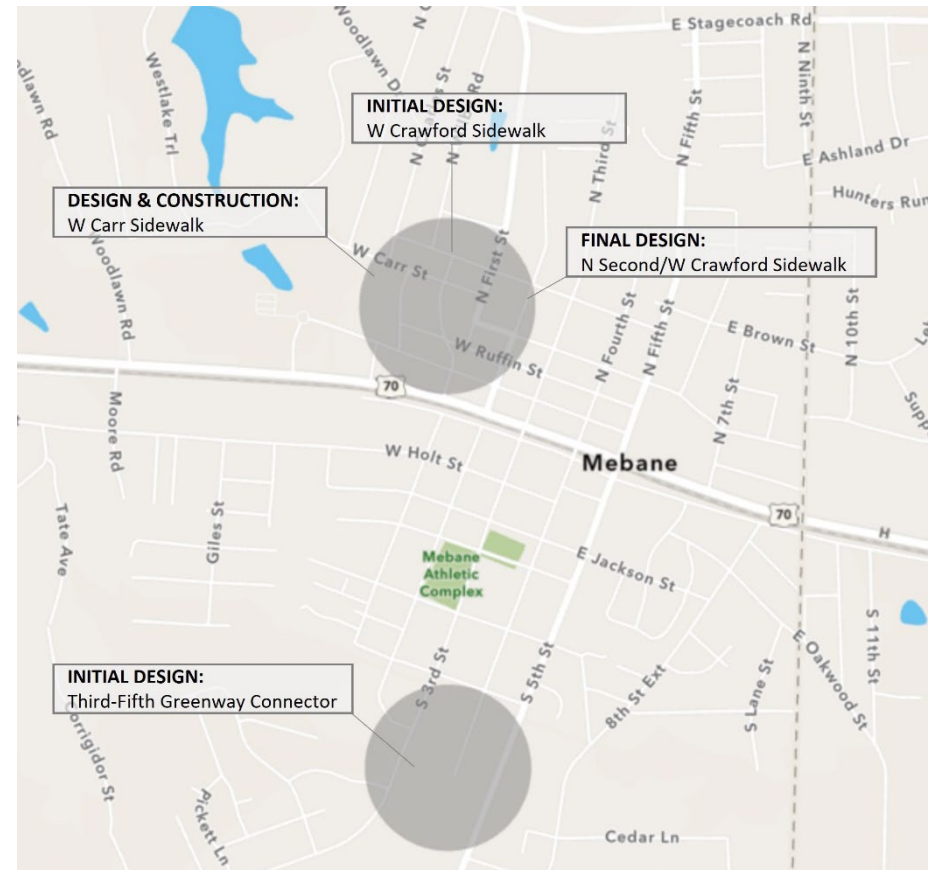 E Stagecoach Rd
Woodlawn Dr
N Ninth St
Westlake Trl
INITIAL DESIGN:
W Crawford Sidewalk
N Fifth St
N Third St
E Ashland Dr
Hunters Run
DESIGN & CONSTRUCTION:
W Carr Sidewalk
FINAL DESIGN:
N Second/W Crawford Sidewalk
Woodlawn Rd
W Carr St
N First St
N 10th St
E Brown St
N Fourth St
N Fifth St
W Ruffin St
70
N 7th St
Moore Rd
W Holt St
Mebane
70
H
Tate Ave
Giles St
Mebane
Athletic
Complex
E Jackson St
S 11th St
E Oakwood St
INITIAL DESIGN:
Third-Fifth Greenway Connector
S 3rd St
S 5th St
8th St Ext
S Lane St
Corrigidor St
Pickett Ln
Cedar Ln